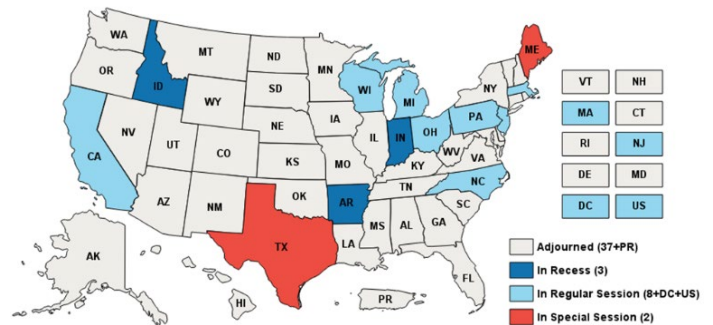 WA
OR
ID
MT
WY
ND
SD
NE
KS
OK
TX
CA
NV
UT
CO
AZ
NM
MN
IA
MO
AR
LA
WI
IL
MI
IN
OH
KY
TN
MS
AL
GA
SC
NC
VA
WV
PA
NY
ME
FL
AK
HI
PR
VT NH
MA CT
RI NJ
DE MD
DC US
Adjourned (37+PR)
In Recess (3)
In Regular Session (8+DC+US)
In Special Session (2)